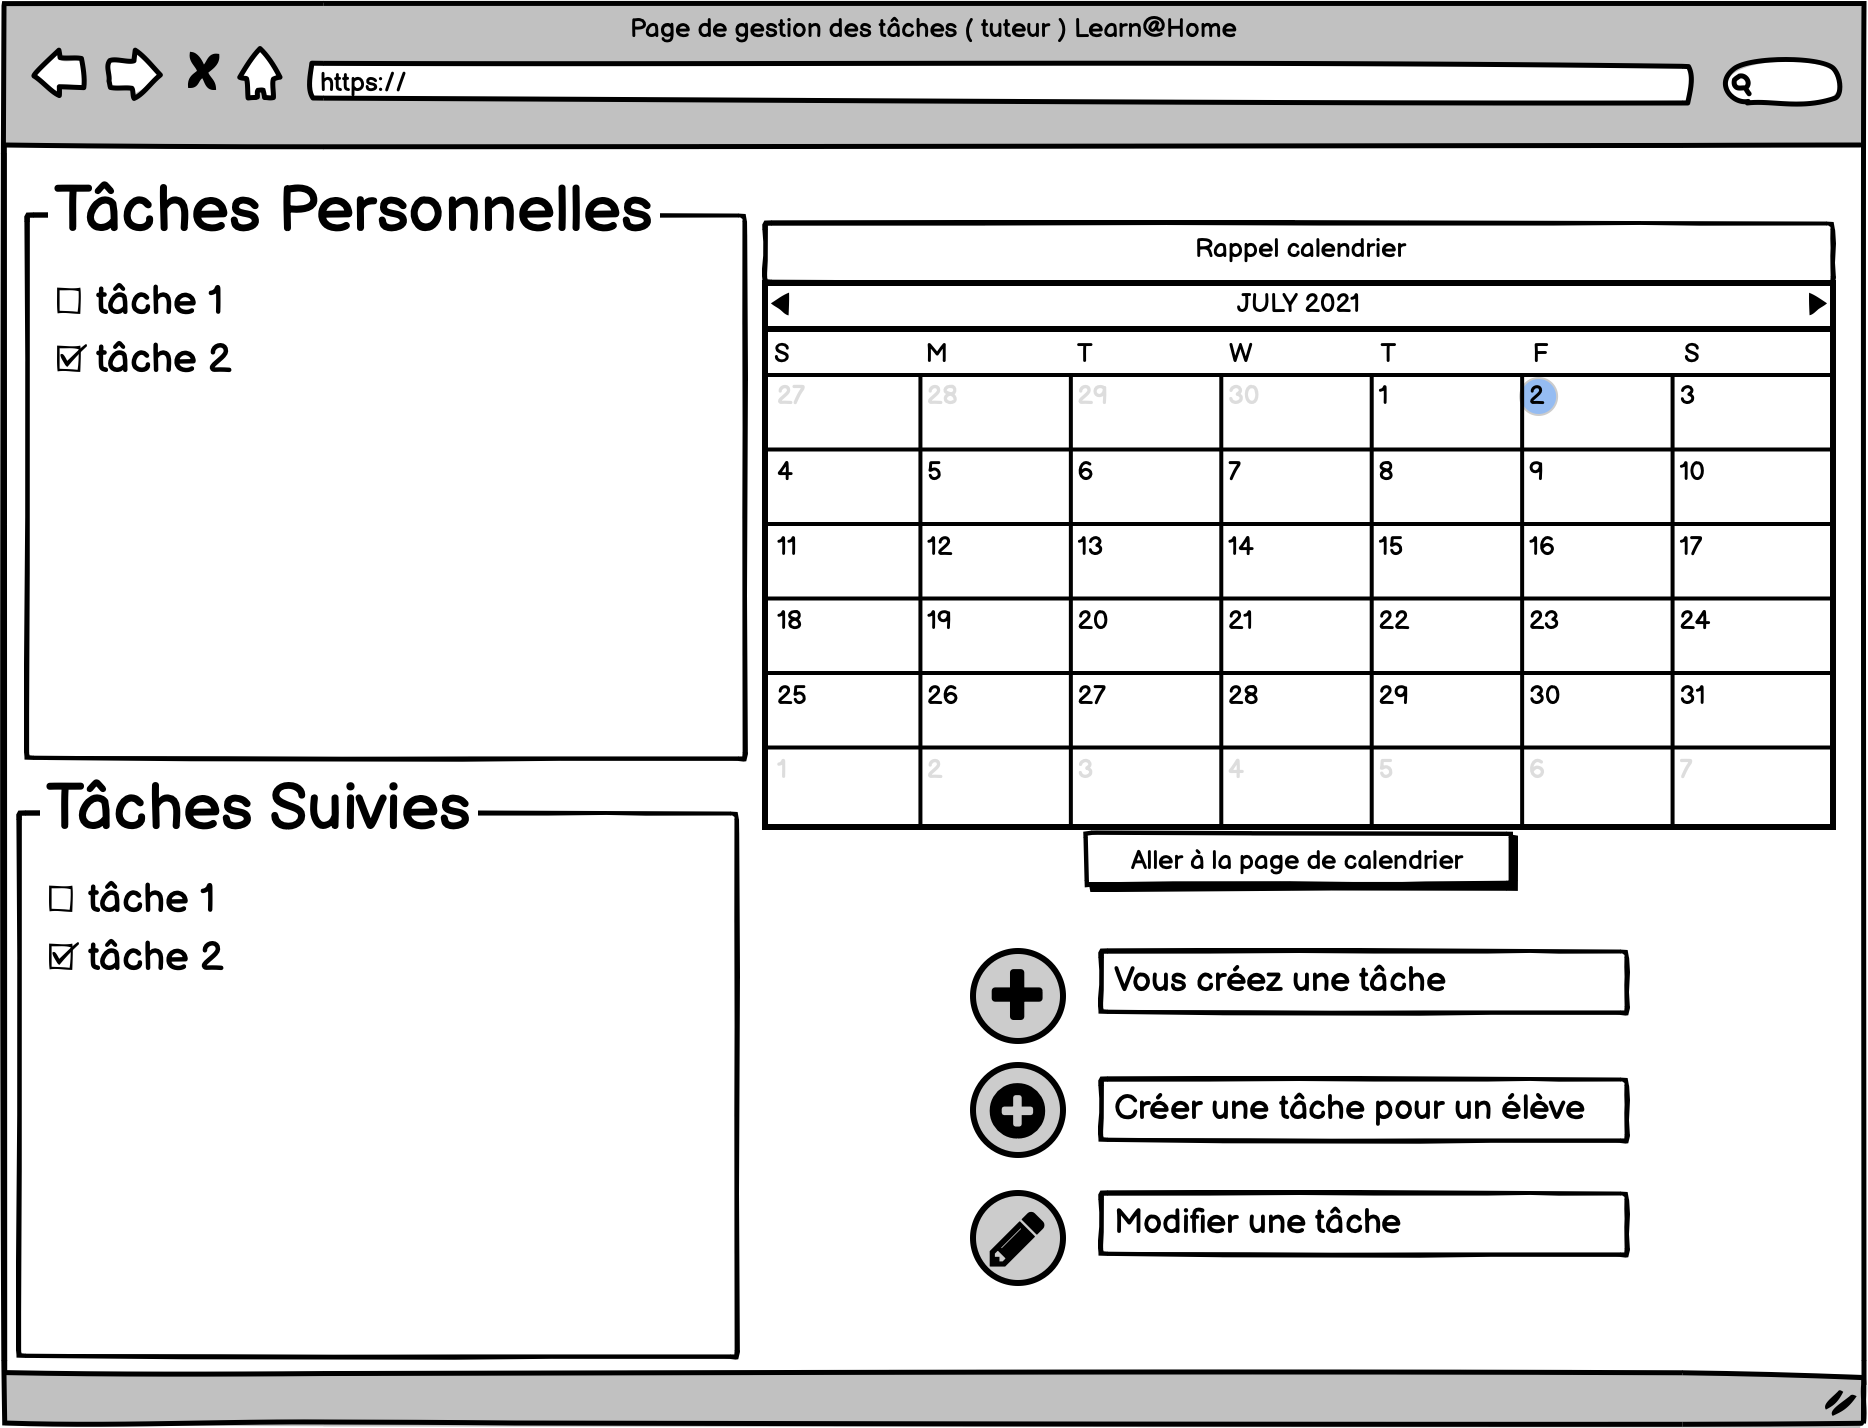 Page de gestion des tâches ( tuteur ) Learn@Home
https://
Tâches Personnelles
tâche 1
tâche 2
Tâches Suivies
tâche 1
tâche 2
Rappel calendrier
JULY 2021
S M T W T F S
27 28 29 30 1 2 3
4 5 6 7 8 9 10
11 12 13 14 15 16 17
18 19 20 21 22 23 24
25 26 27 28 29 30 31
1 2 3 4 5 6 7
Aller à la page de calendrier
Vous créez une tâche
Créer une tâche pour un élève
Modifier une tâche